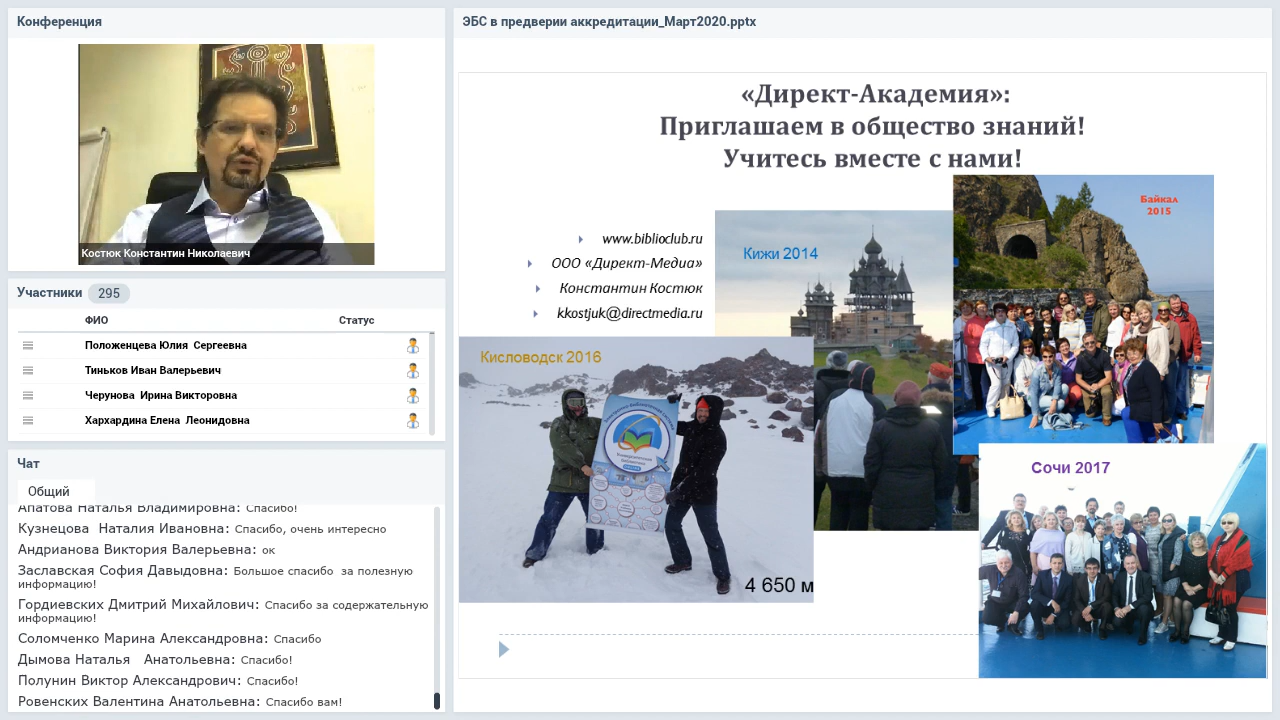 Конференция
Костюк Константин Николаевич
Участники 295
ФИО Статус
Положенцева Юлия Сергеевна
Тиньков Иван Валерьевич
Черунова Ирина Викторовна
Хархардина Елена Леонидовна
Чат
Общий
Апатова Наталья Владимировна: Спасибо!
Кузнецова Наталия Ивановна: Спасибо, очень интересно
Андрианова Виктория Валерьевна: ок
Заславская София Давыдовна: Большое спасибо за полезную
информацию!
Гордиевских Дмитрий Михайлович: Спасибо за содержательную
информацию!
Соломченко Марина Александровна: Спасибо
Дымова Наталья Анатольевна: Спасибо!
Полунин Виктор Александрович: Спасибо!
Ровенских Валентина Анатольевна: Спасибо вам!
ЭБС в предверии аккредитации_Март2020.pptx
«Директ-Академия»:
Приглашаем в общество знаний!
Учитесь вместе с нами!
www.biblioclub.ru
ООО «Директ-Медиа»
Константин Костюк
kkostjuk@directmedia.ru
Кижи 2014
Байкал
2015
Кисловодск 2016
4 650 м
Сочи 2017